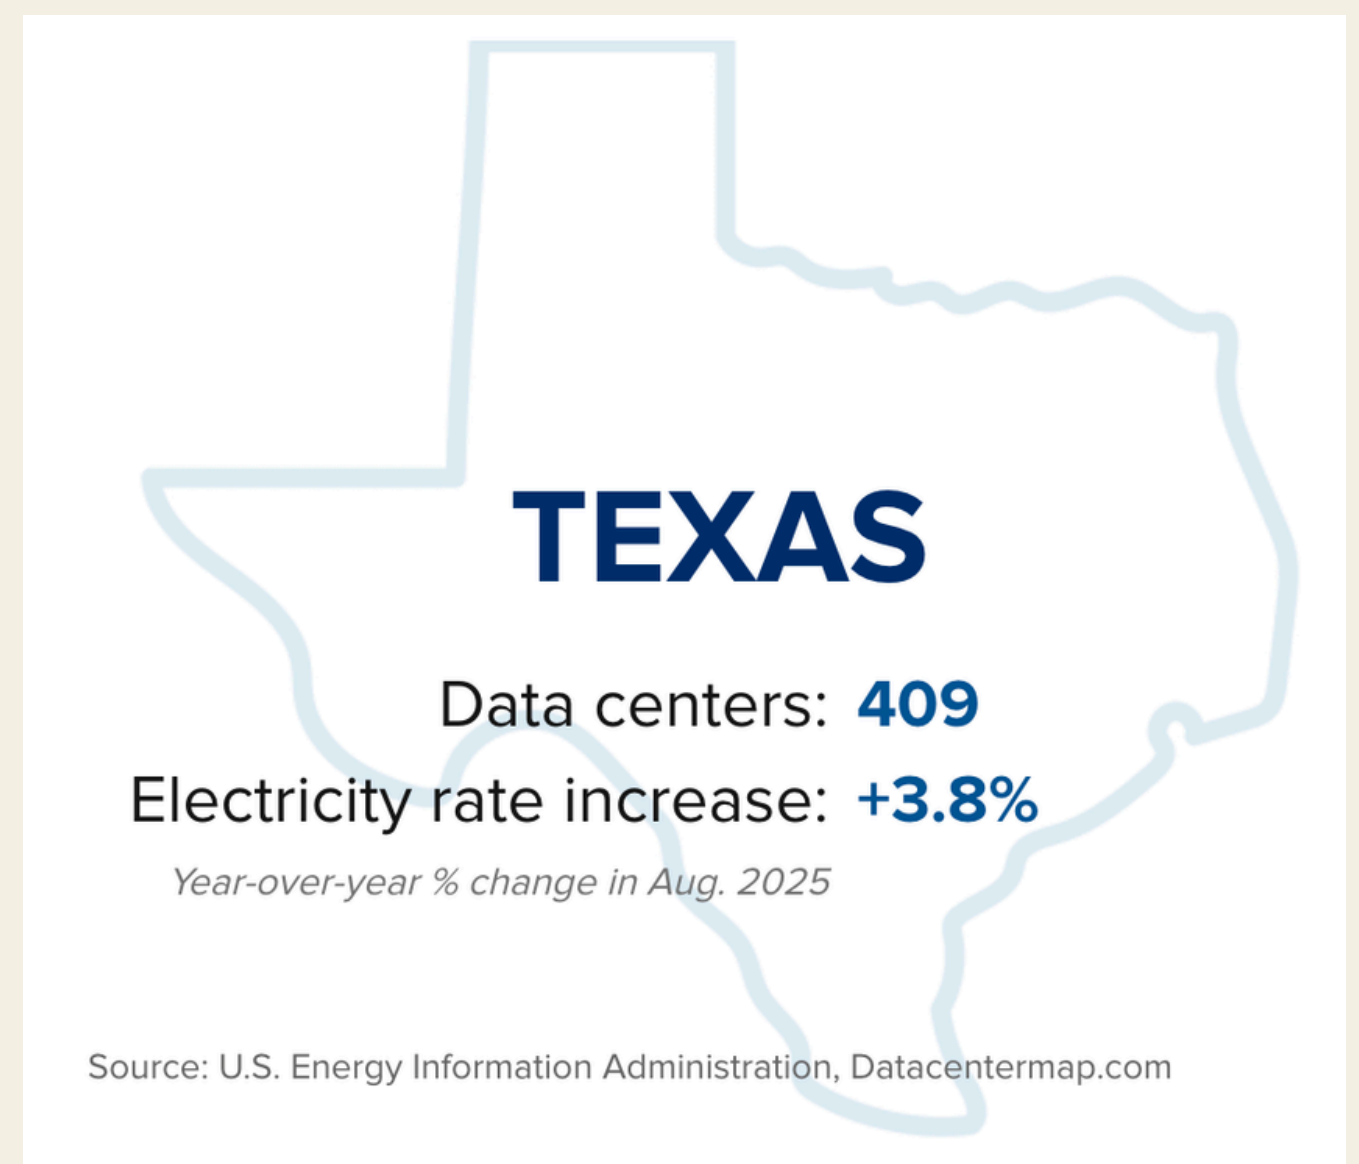 TEXAS
Data centers: 409
Electricity rate increase: +3.8%
Year-over-year % change in Aug. 2025
Source: U.S. Energy Information Administration, Datacentermap.com